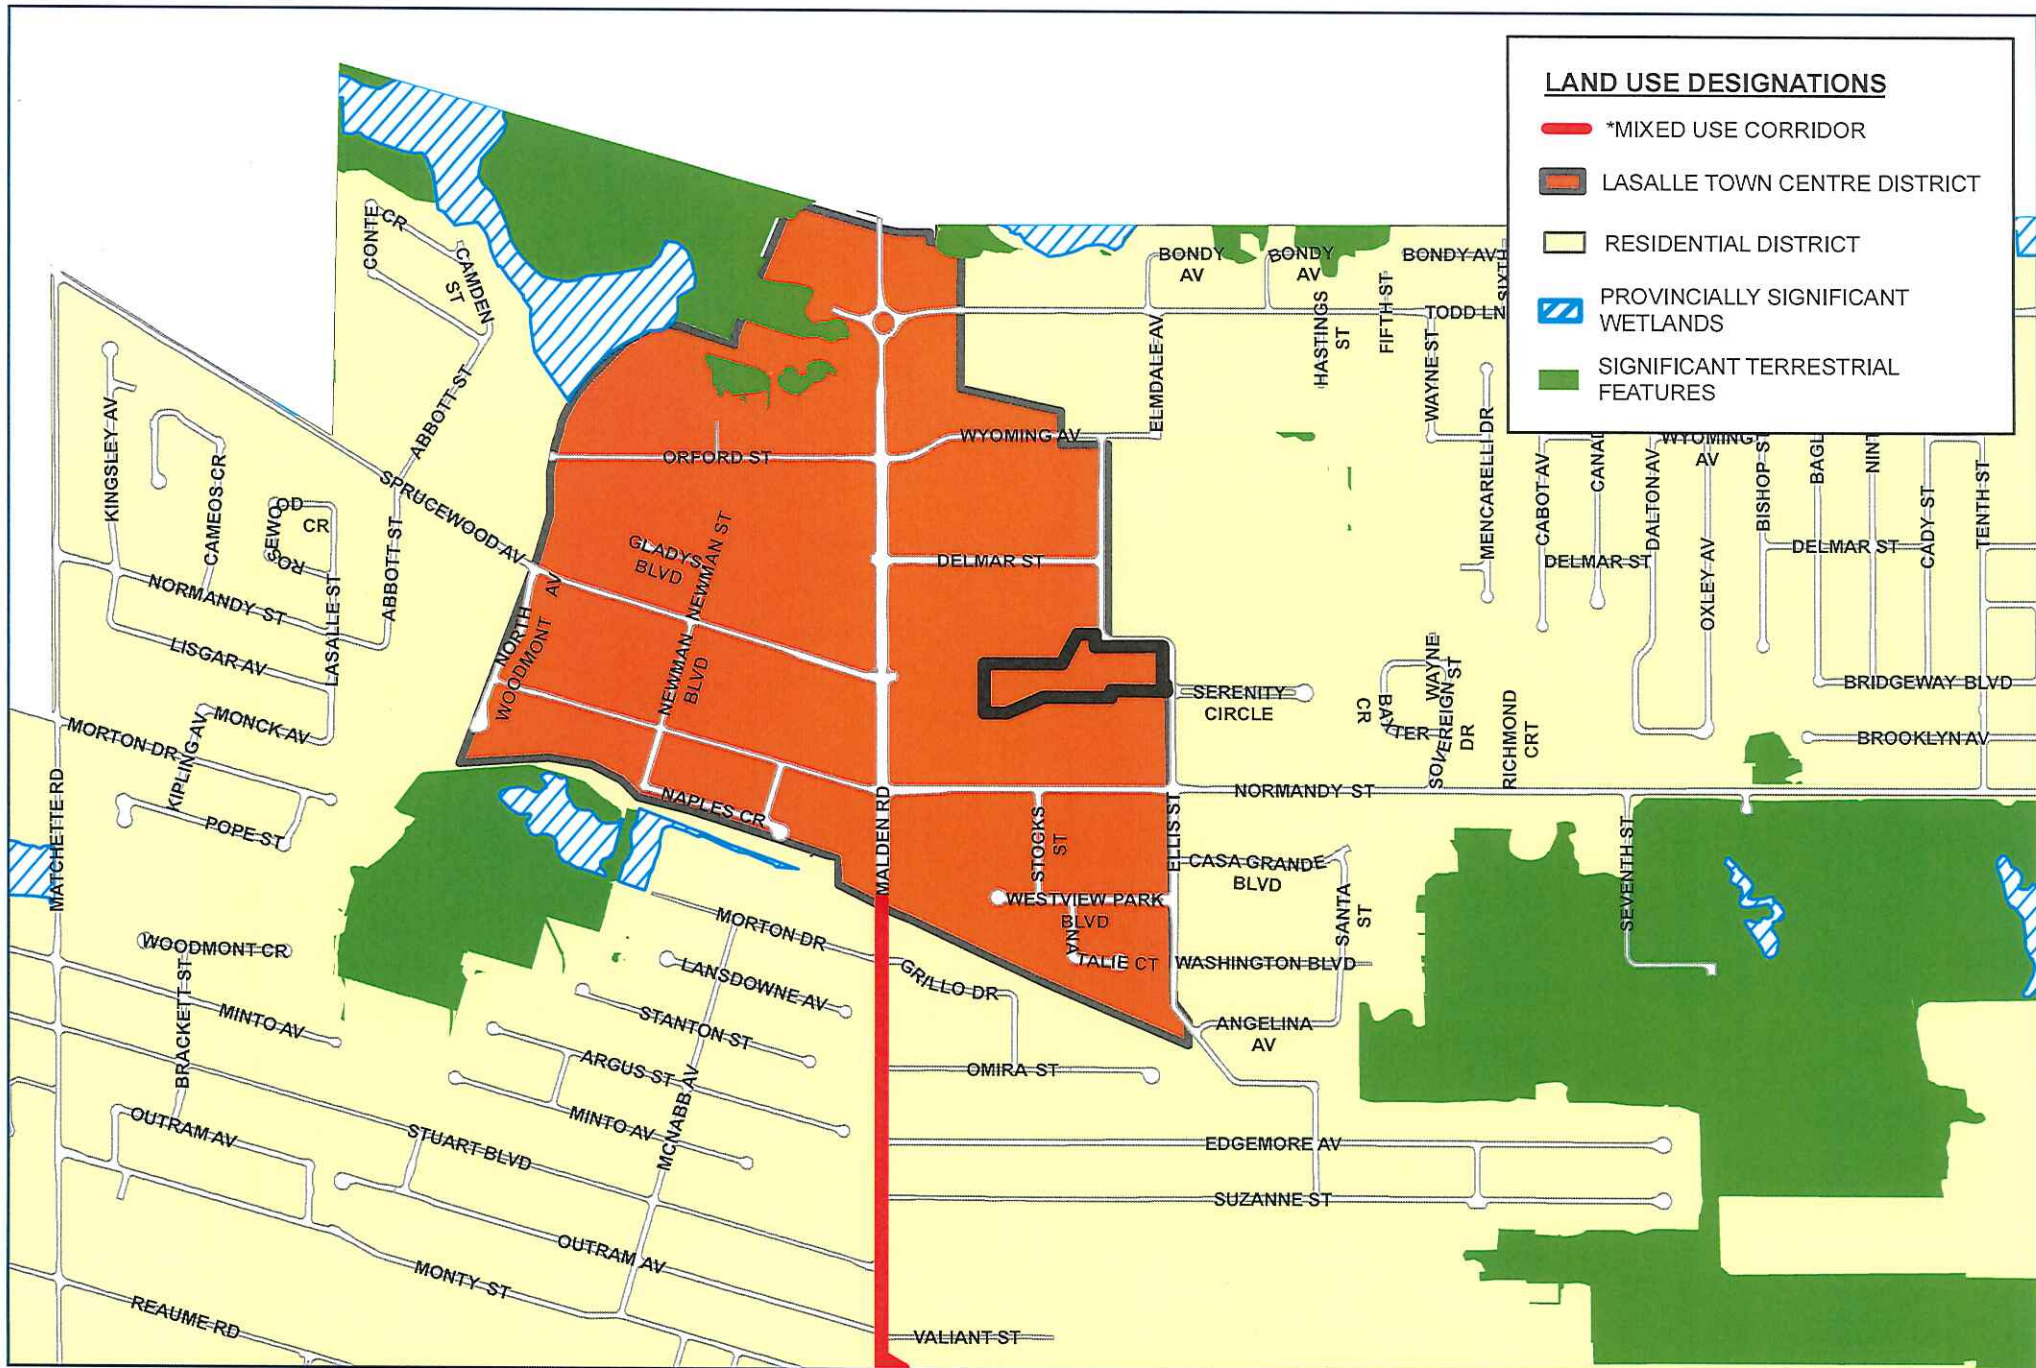 LAND USE DESIGNATIONS
*MIXED USE CORRIDOR
LASALLE TOWN CENTRE DISTRICT
RESIDENTIAL DISTRICT
PROVINCIALLY SIGNIFICANT
WETLANDS
SIGNIFICANT TERRESTRIAL
FEATURES
CONTE
CR
CAMDEN
ST
BONDY
AV
BONDY
AV
BONDY AV
SIXTH
TODD LN
HASTINGS
ST
FIFTH ST
WAYNE ST
ELMDALE AV
KINGSLEY AV
CAMEOS CR
ABBOTT ST
SPRUCEWOOD AV
ORFORD ST
WYOMING AV
MENCARELLI DR
CABOT AV
DALTON AV
WYOMING
AV
BISHOP ST
CADY ST
TENTH ST
ROSEWOOD
CR
ABBOTT ST
LASALLE ST
NORMANDY ST
LISGAR AV
GLADYS
BLVD
NEWMAN ST
DELMAR ST
DELMAR ST
DELMAR ST
OXLEY AV
NORTH
WOODMONT
AV
NEWMAN
BLVD
SERENITY
CIRCLE
BAXTER
CR
WAYNE
ST
SOVEREIGN
DR
RICHMOND
CRT
BRIDGEWAY BLVD
BROOKLYN AV
MONCK AV
MORTON DR
KIPLING AV
POPE ST
MATCHETTE RD
NAPLES CR
MALDEN RD
NORMANDY ST
STOCKS
ST
ELLIS ST
CASA GRANDE
BLVD
SANTA
ST
SEVENTH ST
WESTVIEW PARK
BLVD
NA
TALIE CT
WASHINGTON BLVD
ANGELINA
AV
WOODMONT CR
BRACKETT ST
MINTO AV
MORTON DR
LANSDOWNE AV
STANTON ST
ARGUS ST
MINTO AV
MCNABB AV
GRILLO DR
OMIRA ST
OUTRAM AV
STUART BLVD
EDGEMORE AV
SUZANNE ST
OUTRAM AV
MONTY ST
REAUME RD
VALIANT ST